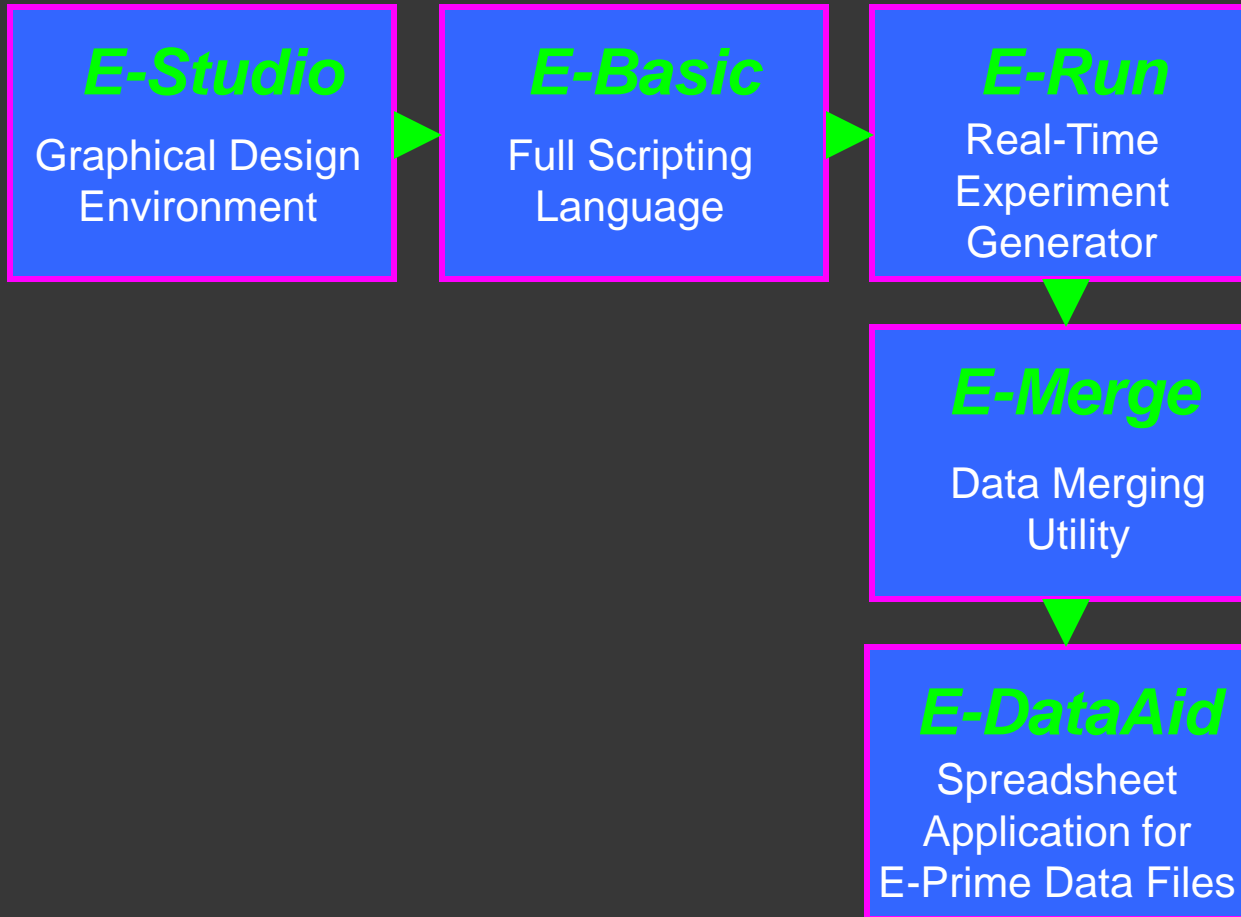 E-Studio
Graphical Design
Environment
E-Basic
Full Scripting
Language
E-Run
Real-Time
Experiment
Generator
E-Merge
Data Merging
Utility
E-DataAid
Spreadsheet
Application for
E-Prime Data Files